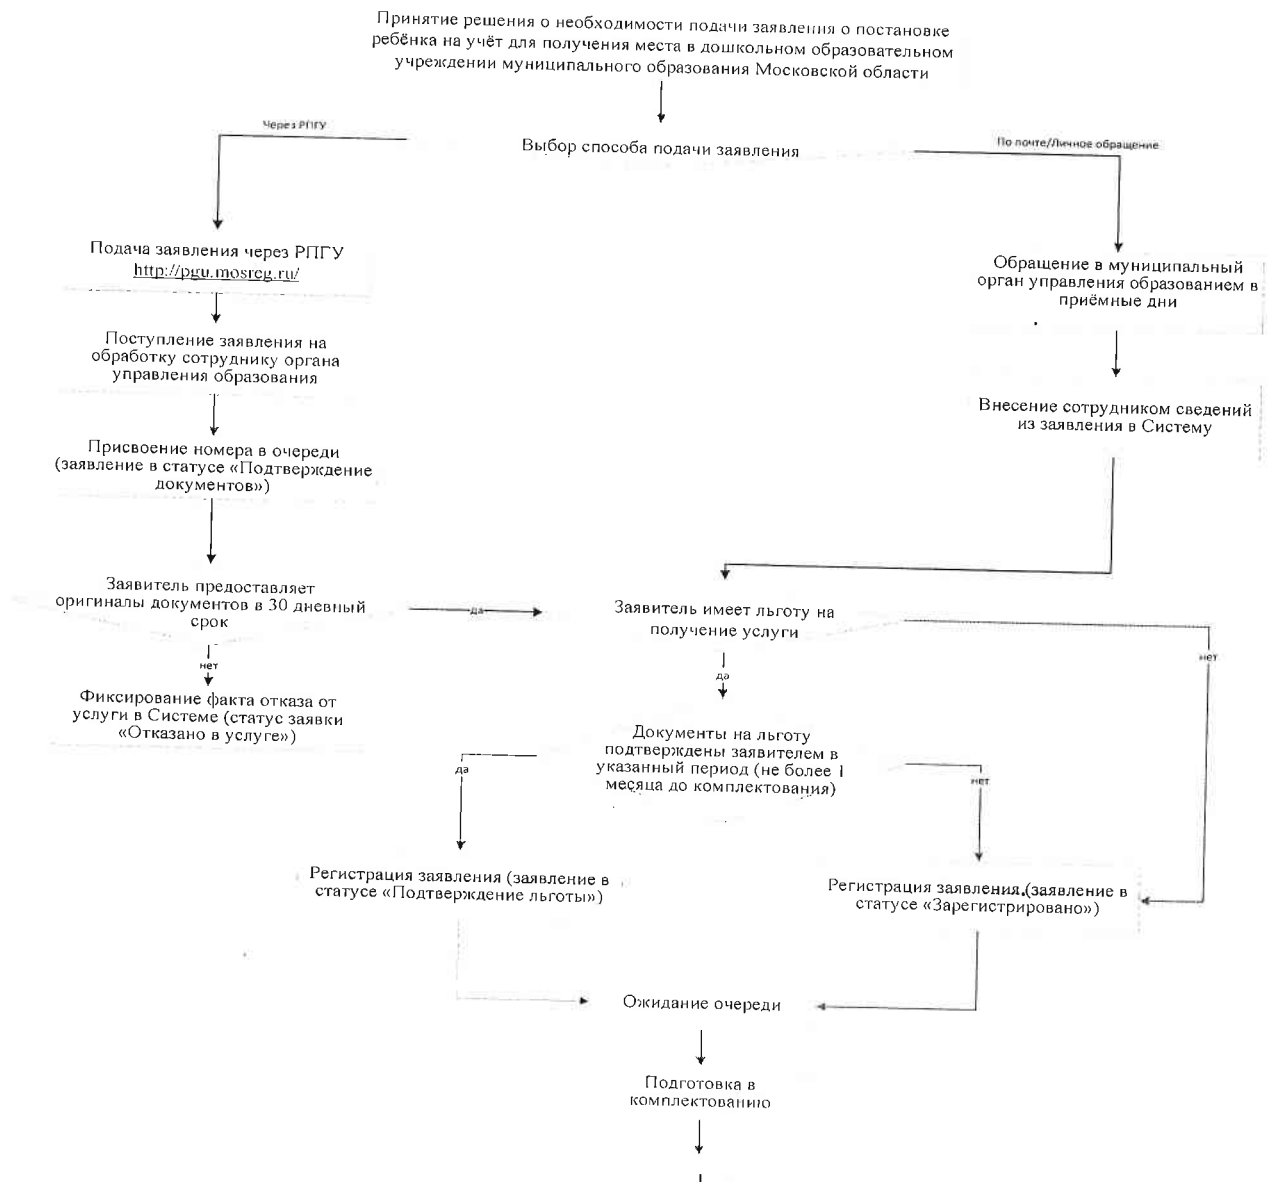 Принятие решения о необходимости подачи заявления о постановке
ребёнка на учёт для получения места в дошкольном образовательном
учреждении муниципального образования Московской области
Через РПГУ
Выбор способа подачи заявления
По почте/Личное обращение
Подача заявления через РПГУ
http://pgu.mosreg.ru/
Обращение в муниципальный
орган управления образованием в
приёмные дни
Поступление заявления на
обработку сотруднику органа
управления образования
Внесение сотрудником сведений
из заявления в Систему
Присвоение номера в очереди
(заявление в статусе «Подтверждение
документов»)
Заявитель предоставляет
оригиналы документов в 30 дневный
срок
да
Заявитель имеет льготу на
получение услуги
нет
нет
да
Фиксирование факта отказа от
услуги в Системе (статус заявки
«Отказано в услуге»)
Документы на льготу
подтверждены заявителем в
указанный период (не более 1
месяца до комплектования)
да
нет
Регистрация заявления (заявление в
статусе «Подтверждение льготы»)
Регистрация заявления (заявление в
статусе «Зарегистрировано»)
Ожидание очереди
Подготовка в
комплектованию